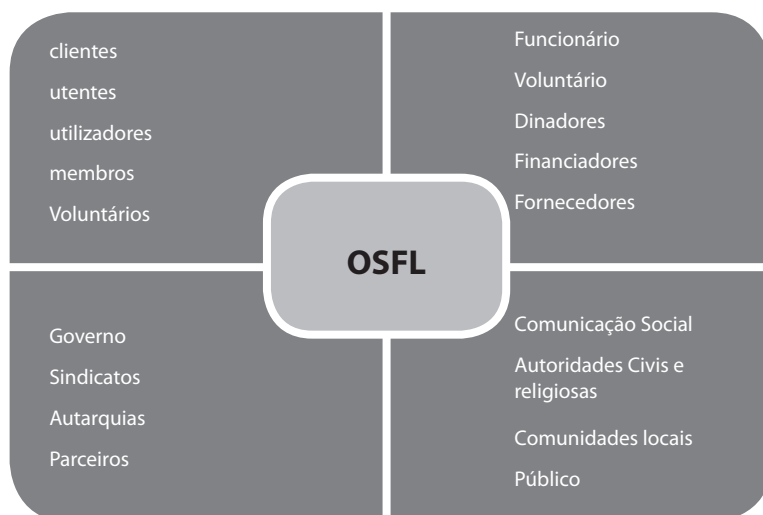 clientes
utentes
utilizadores
membros
Voluntários
Funcionário
Voluntário
Dinadores
Financiadores
Fornecedores
OSFL
Governo
Sindicatos
Autarquias
Parceiros
Comunicação Social
Autoridades Civis e
religiosas
Comunidades locais
Público